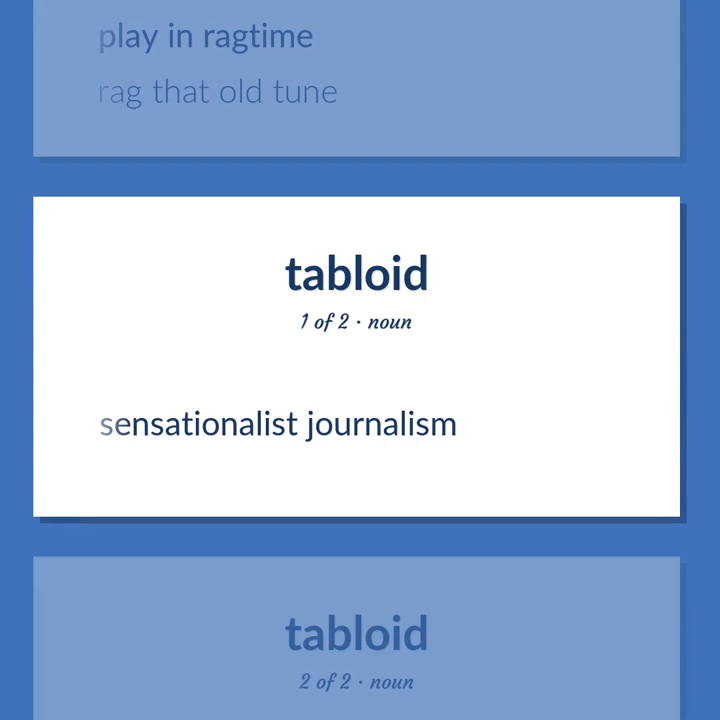 play in ragtime
rag that old tune
tabloid
1 of 2 · noun
sensationalist journalism
tabloid
2 of 2 · noun